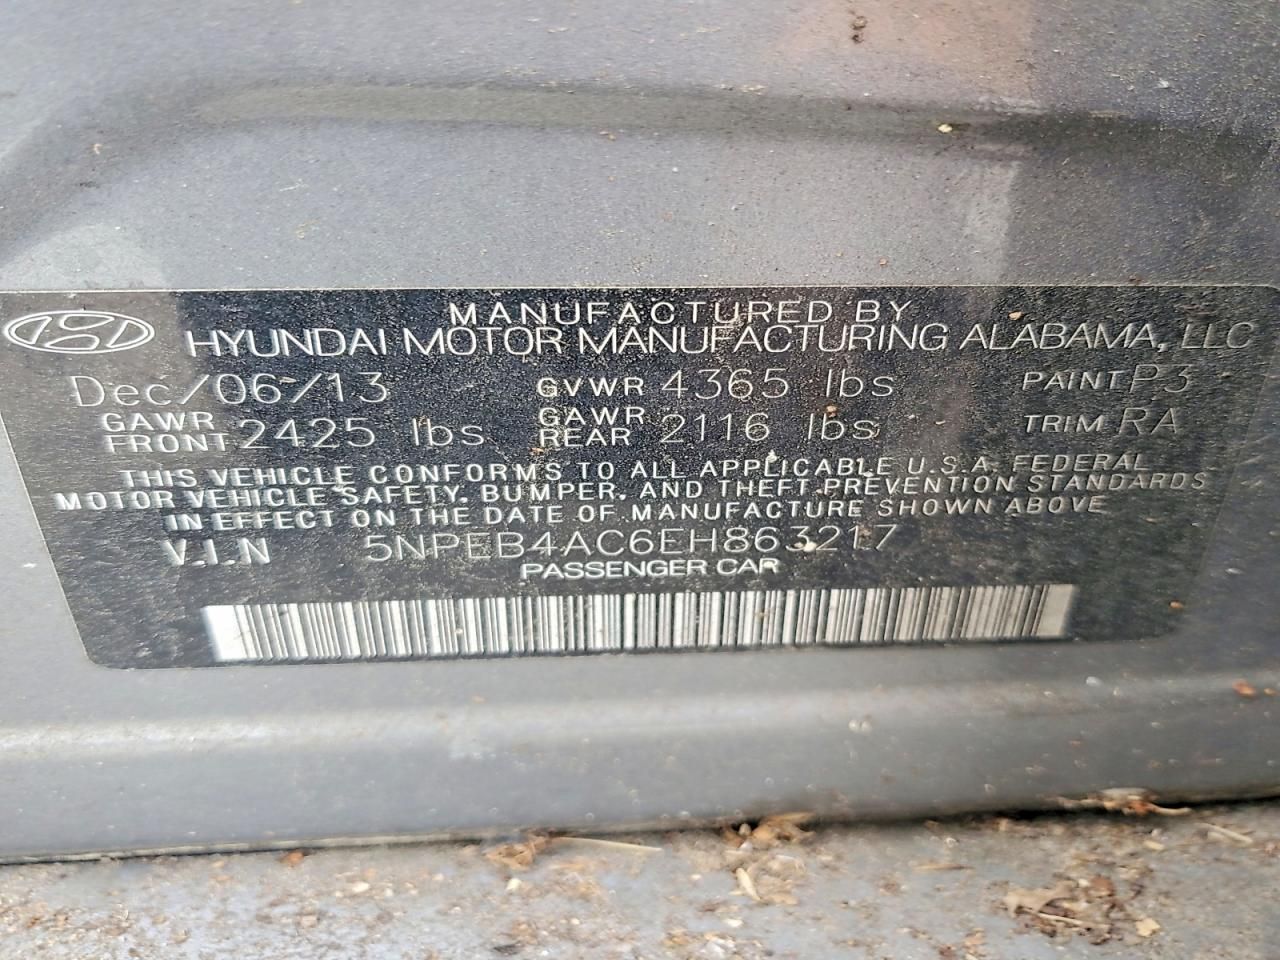 MANUFACTURED BY
HYUNDAI MOTOR MANUFACTURING ALABAMA, LLC
Dec/06/13 GVWR 4365 lbs PAINT P3
GAWR FRONT 2425 lbs GAWR REAR 2116 lbs TRIM RA
THIS VEHICLE CONFORMS TO ALL APPLICABLE U.S.A. FEDERAL
MOTOR VEHICLE SAFETY, BUMPER, AND THEFT PREVENTION STANDARDS
IN EFFECT ON THE DATE OF MANUFACTURE SHOWN ABOVE
V.I.N 5NPEB4AC6EH863217
PASSENGER CAR